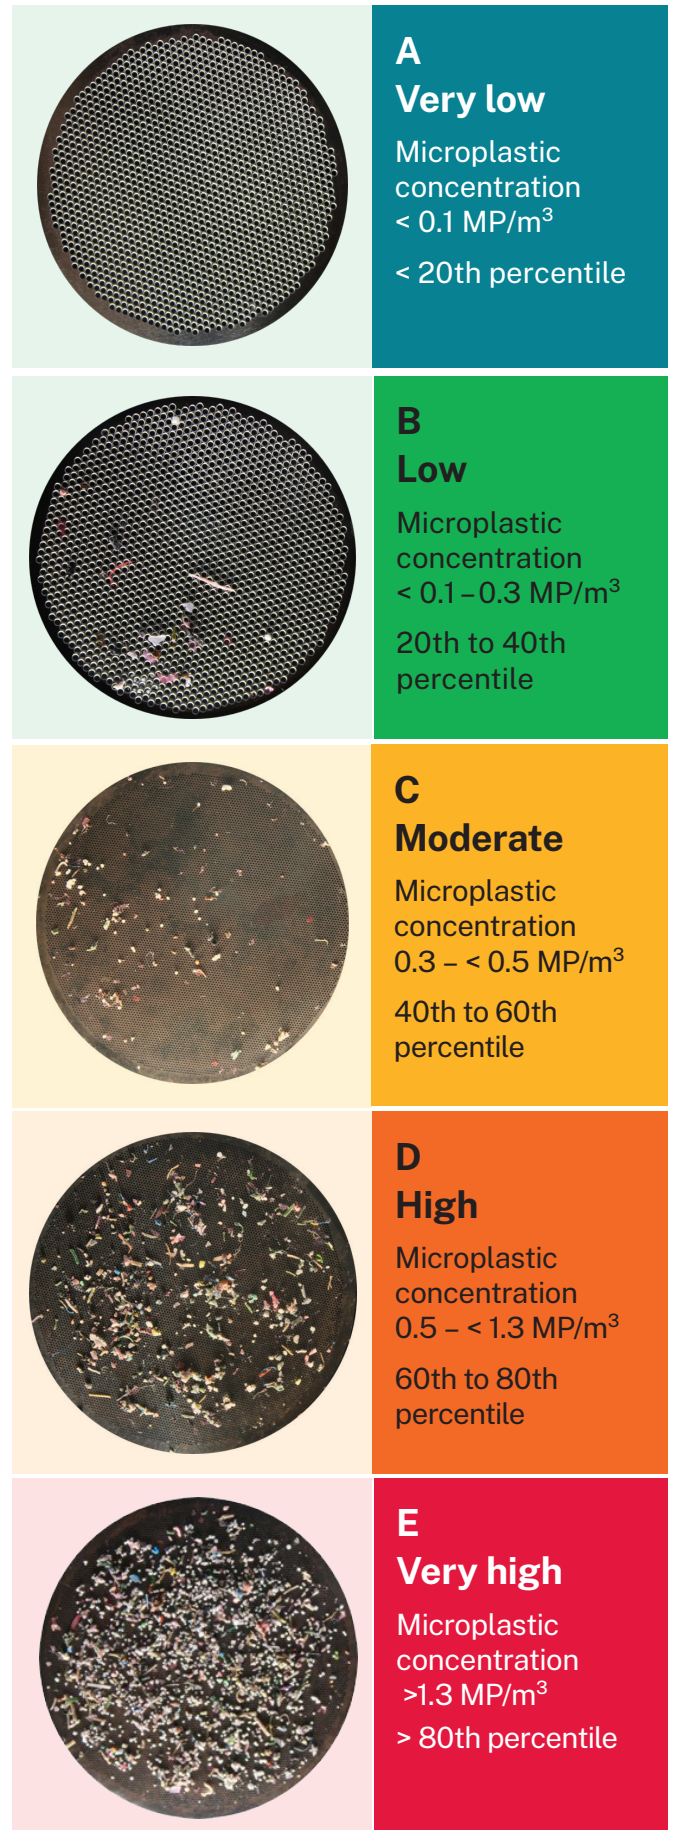 A
Very low
Microplastic
concentration
< 0.1 MP/m³
< 20th percentile
B
Low
Microplastic
concentration
< 0.1 – 0.3 MP/m³
20th to 40th
percentile
C
Moderate
Microplastic
concentration
0.3 – < 0.5 MP/m³
40th to 60th
percentile
D
High
Microplastic
concentration
0.5 – < 1.3 MP/m³
60th to 80th
percentile
E
Very high
Microplastic
concentration
>1.3 MP/m³
> 80th percentile